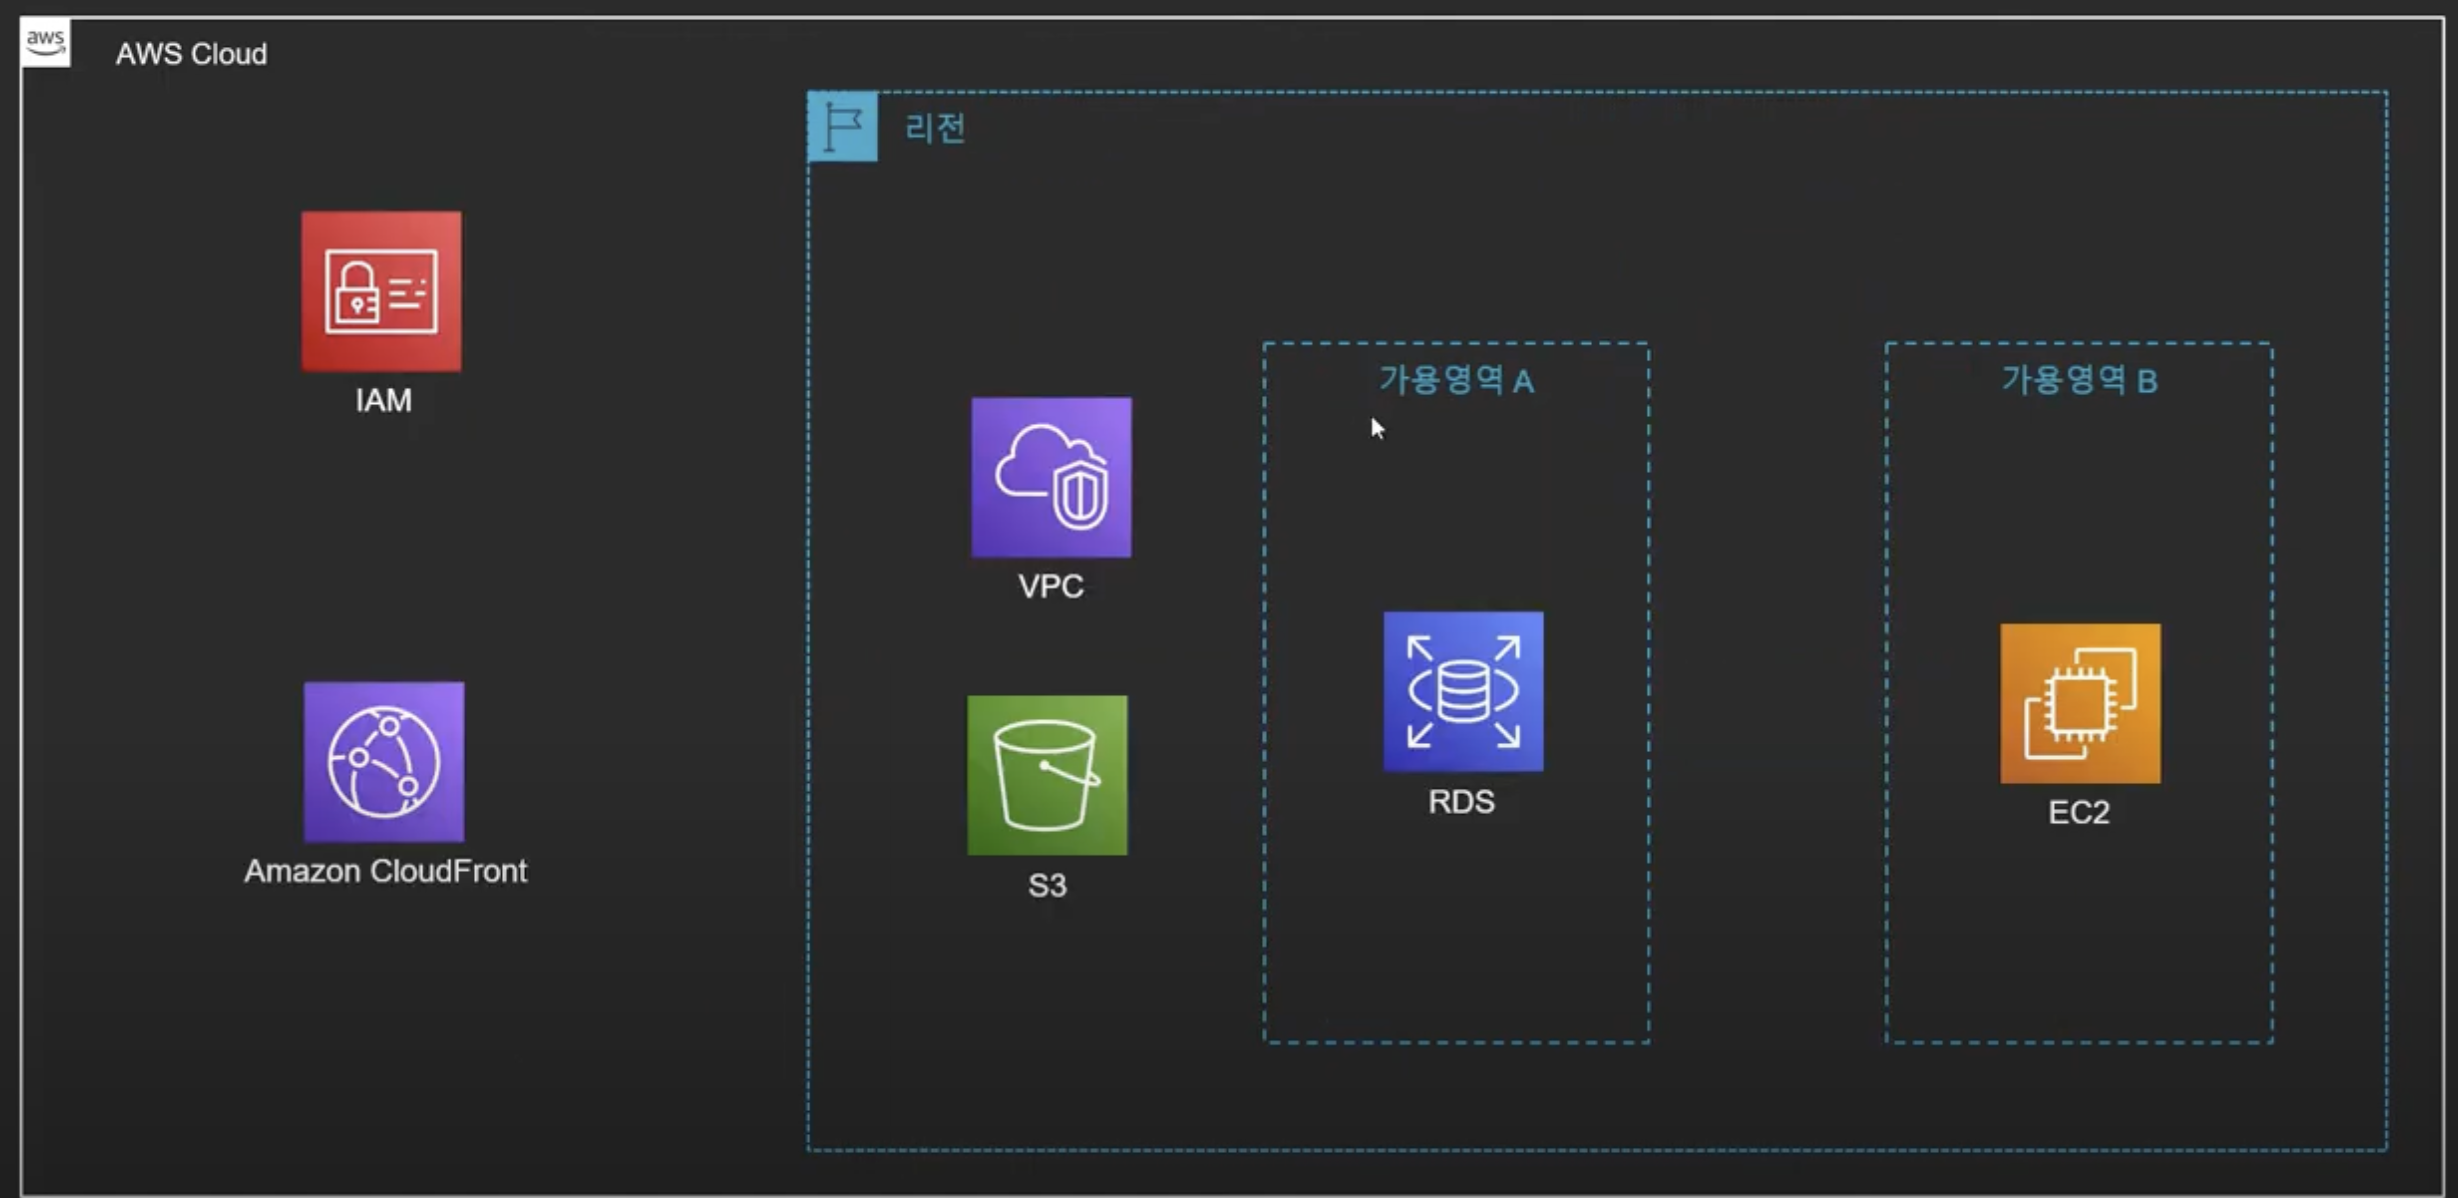 aws
AWS Cloud
리전
IAM
가용영역 A
가용영역 B
VPC
RDS
EC2
Amazon CloudFront
S3